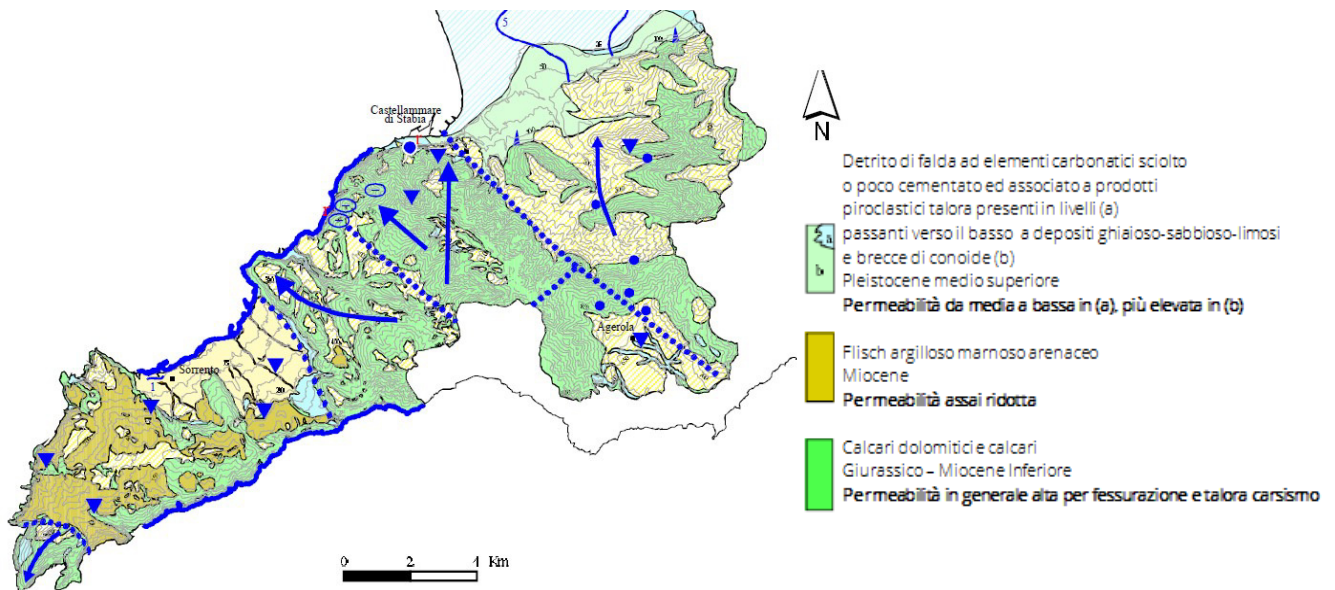 5
Castellammare
di Stabia
Agerola
Sorrento
1
0 2 4 Km
N
Detrito di falda ad elementi carbonatici sciolto
o poco cementato ed associato a prodotti
piroclastici talora presenti in livelli (a)
a passanti verso il basso a depositi ghiaioso-sabbioso-limosi
b e brecce di conoide (b)
Pleistocene medio superiore
Permeabilità da media a bassa in (a), più elevata in (b)
Flisch argilloso marnoso arenaceo
Miocene
Permeabilità assai ridotta
Calcari dolomitici e calcari
Giurassico – Miocene Inferiore
Permeabilità in generale alta per fessurazione e talora carsismo